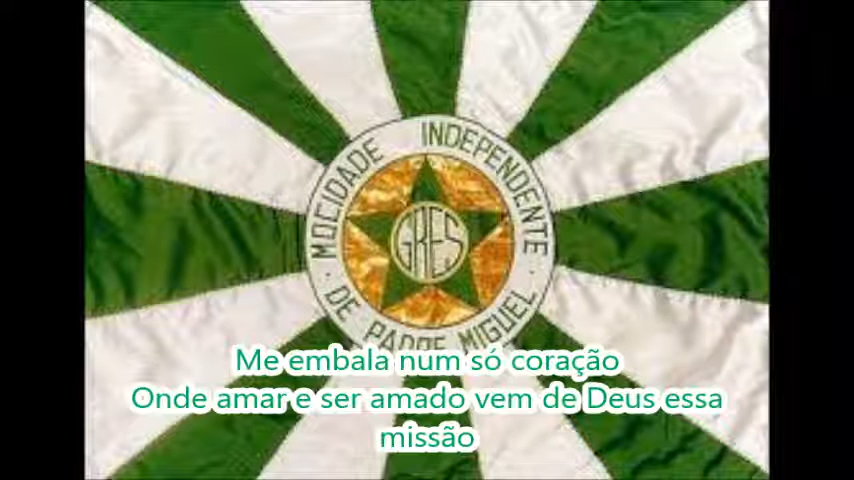 MOCIDADE INDEPENDENTE
DE PADRE MIGUEL
GRES
Me embala num só coração
Onde amar e ser amado vem de Deus essa
missão